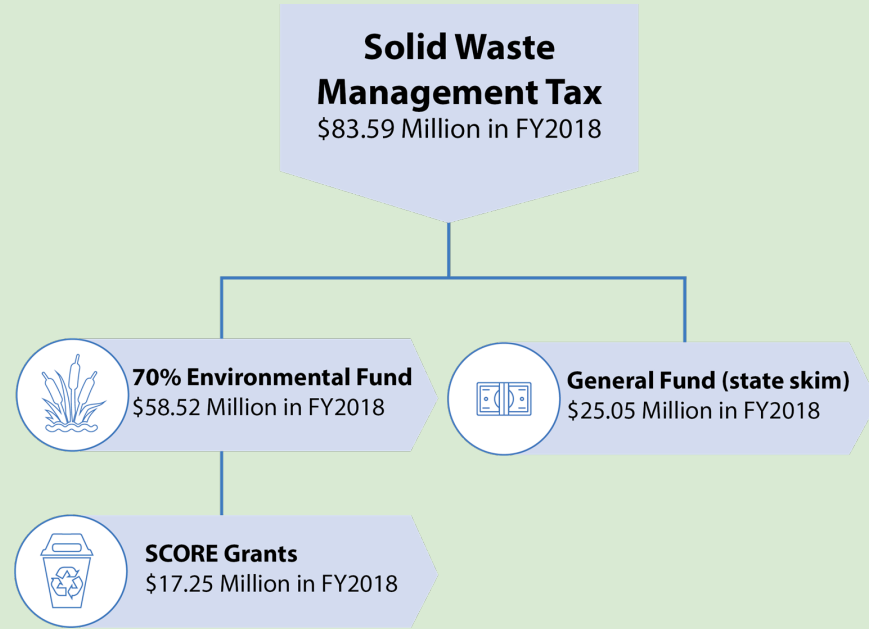 Solid Waste
Management Tax
$83.59 Million in FY2018
70% Environmental Fund
$58.52 Million in FY2018
General Fund (state skim)
$25.05 Million in FY2018
SCORE Grants
$17.25 Million in FY2018